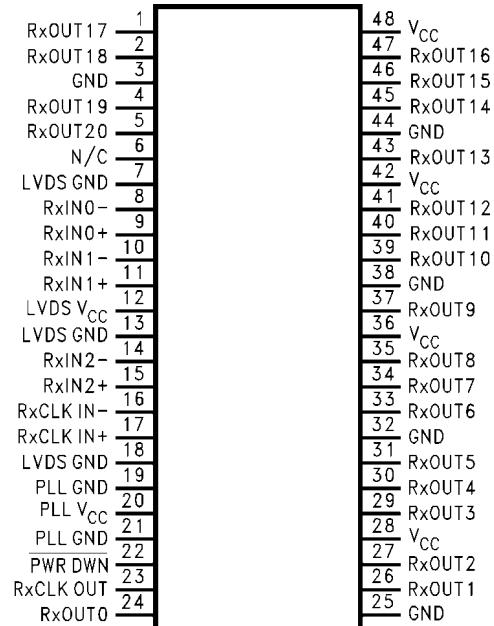 RxOUT17 1
RxOUT18 2
GND 3
RxOUT19 4
RxOUT20 5
N/C 6
LVDS GND 7
RxIN0- 8
RxIN0+ 9
RxIN1- 10
RxIN1+ 11
LVDS VCC 12
LVDS GND 13
RxIN2- 14
RxIN2+ 15
RxCLK IN- 16
RxCLK IN+ 17
LVDS GND 18
PLL GND 19
PLL VCC 20
PLL GND 21
PWR DWN 22
RxCLK OUT 23
RxOUT0 24
48 VCC
47 RxOUT16
46 RxOUT15
45 RxOUT14
44 GND
43 RxOUT13
42 VCC
41 RxOUT12
40 RxOUT11
39 RxOUT10
38 GND
37 RxOUT9
36 VCC
35 RxOUT8
34 RxOUT7
33 RxOUT6
32 GND
31 RxOUT5
30 RxOUT4
29 RxOUT3
28 VCC
27 RxOUT2
26 RxOUT1
25 GND